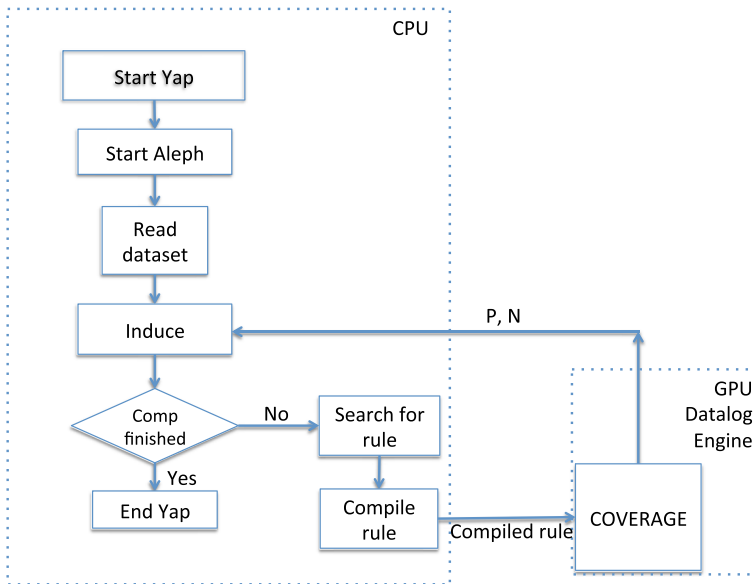 CPU
Start Yap
Start Aleph
Read
dataset
Induce
P, N
Comp
finished
No
Search for
rule
GPU
Datalog
Engine
Yes
End Yap
Compile
rule
Compiled rule
COVERAGE